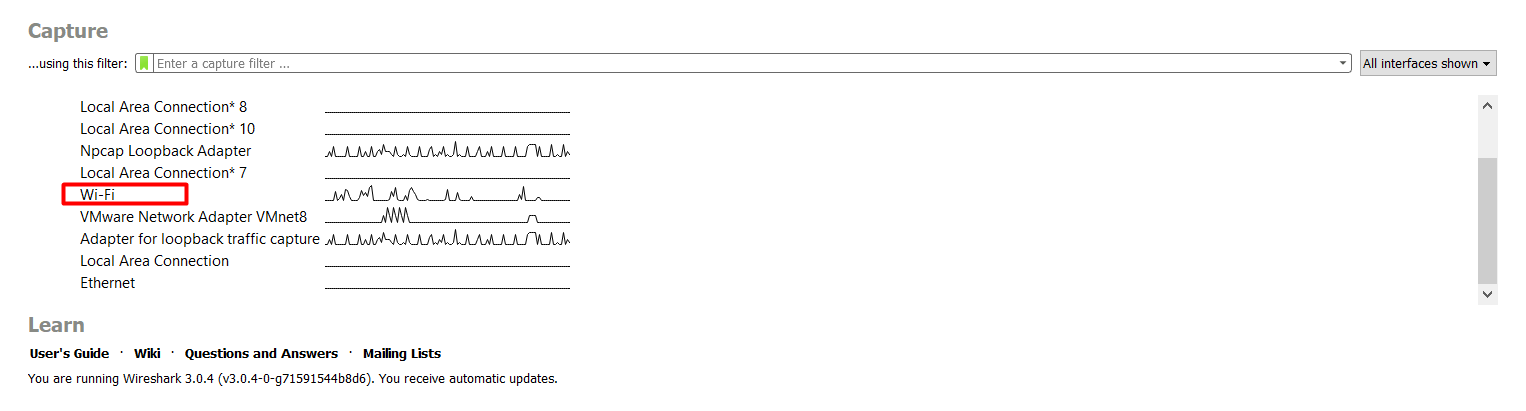 Capture
...using this filter: Enter a capture filter ... All interfaces shown
Local Area Connection* 8
Local Area Connection* 10
Npcap Loopback Adapter
Local Area Connection* 7
Wi-Fi
VMware Network Adapter VMnet8
Adapter for loopback traffic capture
Local Area Connection
Ethernet
Learn
User's Guide · Wiki · Questions and Answers · Mailing Lists
You are running Wireshark 3.0.4 (v3.0.4-0-g71591544b8d6). You receive automatic updates.